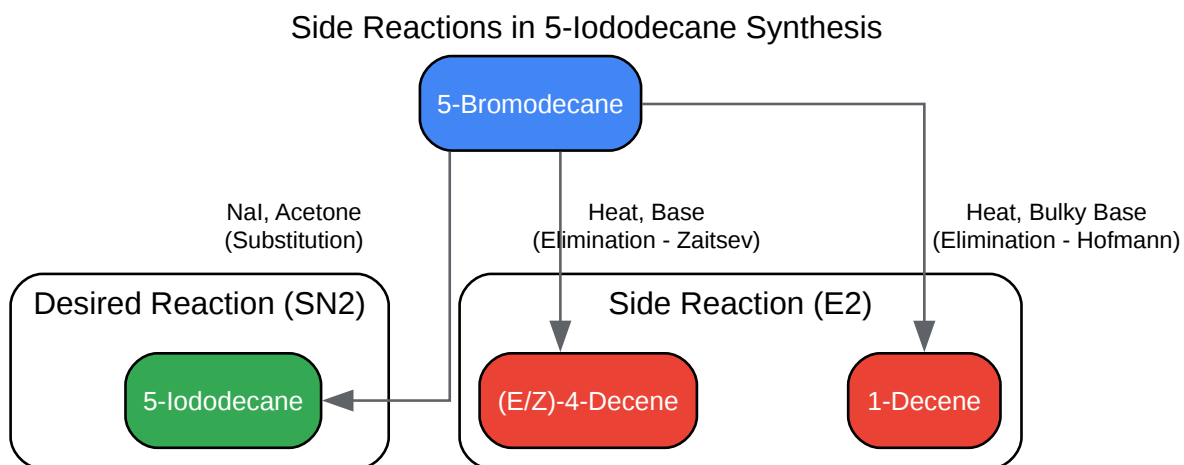 Side Reactions in 5-Iododecane Synthesis
5-Bromodecane
NaI, Acetone
(Substitution)
Heat, Base
(Elimination - Zaitsev)
Heat, Bulky Base
(Elimination - Hofmann)
Desired Reaction (SN2)
Side Reaction (E2)
5-Iododecane
(E/Z)-4-Decene
1-Decene